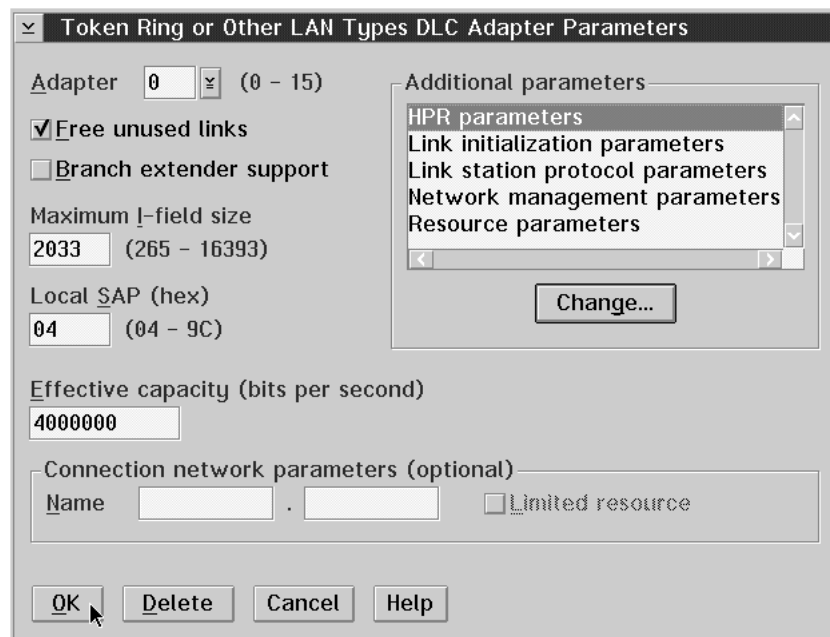 Token Ring or Other LAN Types DLC Adapter Parameters
Adapter 0 (0 - 15)
Free unused links
Branch extender support
Maximum I-field size
2033 (265 - 16393)
Local SAP (hex)
04 (04 - 9C)
Additional parameters
HPR parameters
Link initialization parameters
Link station protocol parameters
Network management parameters
Resource parameters
Change...
Effective capacity (bits per second)
4000000
Connection network parameters (optional)
Name . Limited resource
OK Delete Cancel Help